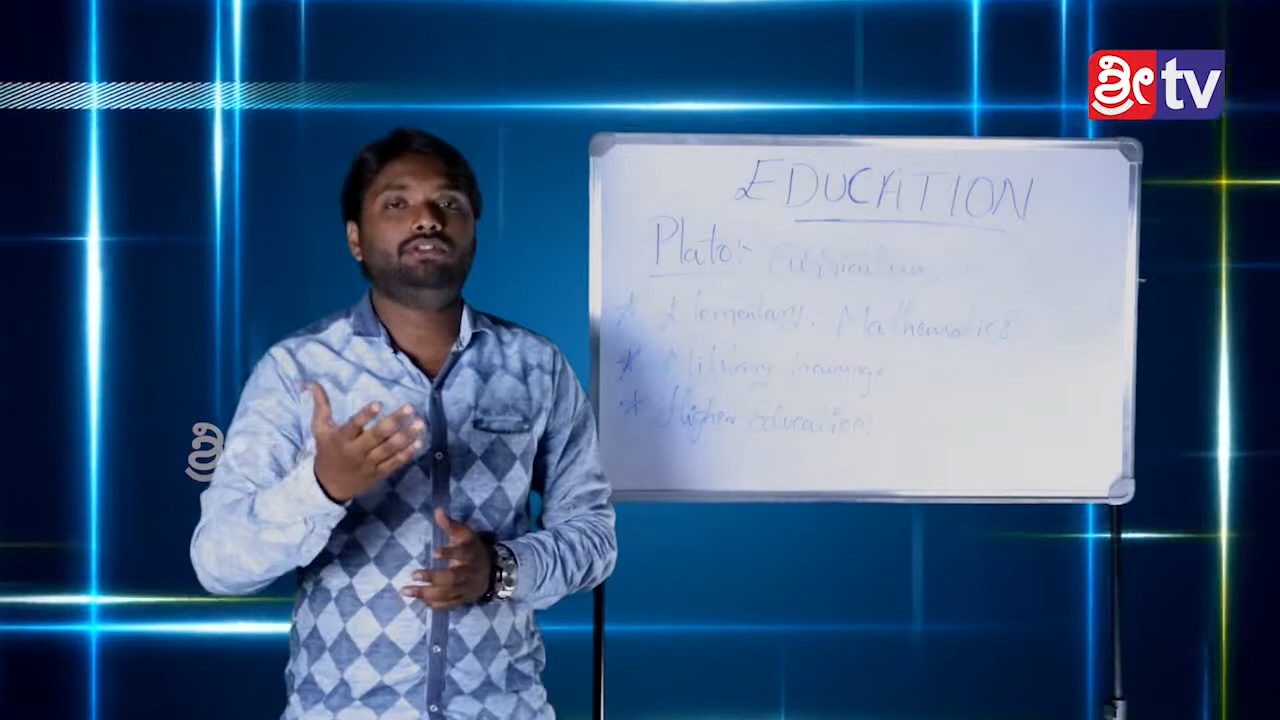 శ్రీ tv
EDUCATION
Plato:- Curriculum
* Elementary. Mathematics
* Military training.
* Higher Education
శ్రీ